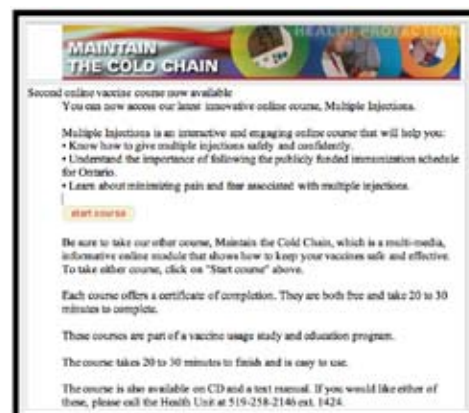 HEALTH PROTECTION
MAINTAIN
THE COLD CHAIN
Second online vaccine course now available
You can now access our latest innovative online course, Multiple Injections.
Multiple Injections is an interactive and engaging online course that will help you:
• Know how to give multiple injections safely and confidently.
• Understand the importance of following the publicly funded immunization schedule
for Ontario.
• Learn about minimizing pain and fear associated with multiple injections.
start course
Be sure to take our other course, Maintain the Cold Chain, which is a multi-media,
informative online module that shows how to keep your vaccines safe and effective.
To take either course, click on "Start course" above.
Each course offers a certificate of completion. They are both free and take 20 to 30
minutes to complete.
These courses are part of a vaccine usage study and education program.
The course takes 20 to 30 minutes to finish and is easy to use.
The course is also available on CD and a text manual. If you would like either of
these, please call the Health Unit at 519-258-2146 ext. 1424.